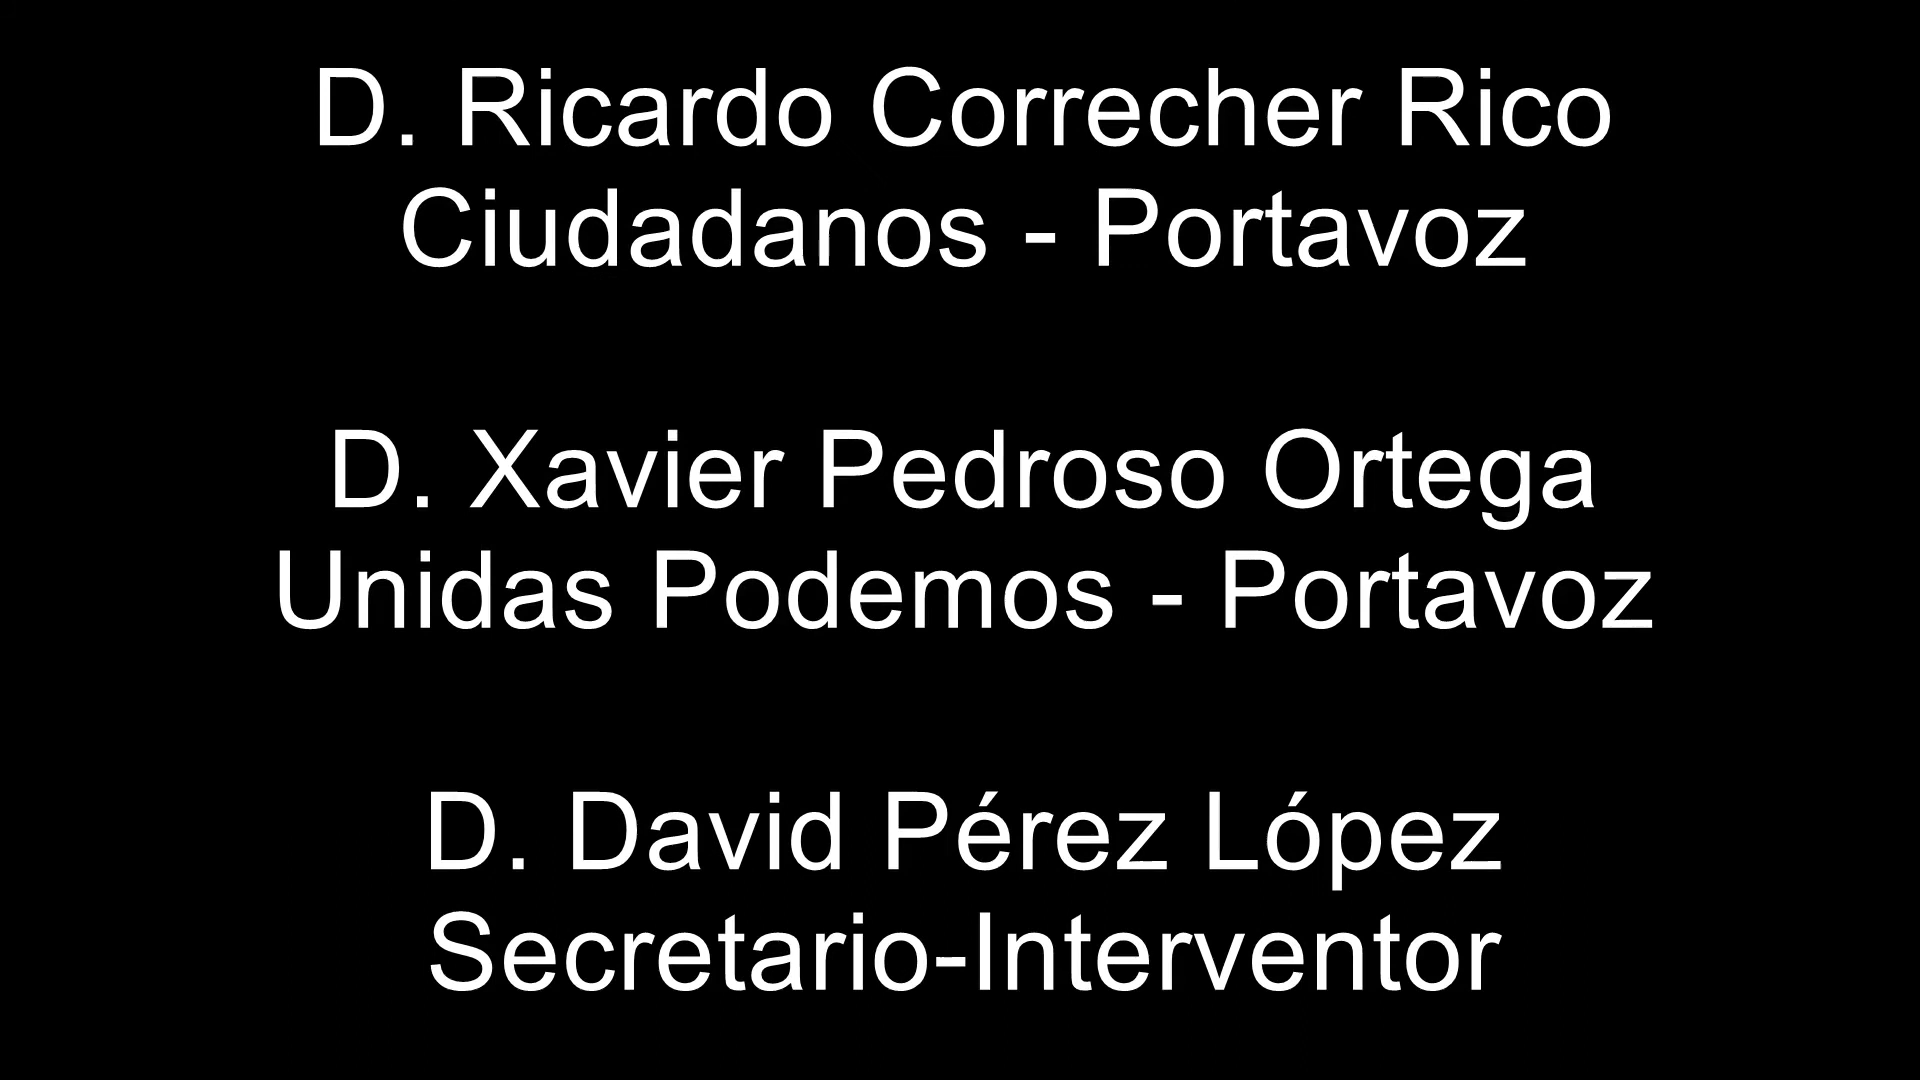 D. Ricardo Correcher Rico
Ciudadanos - Portavoz
D. Xavier Pedroso Ortega
Unidas Podemos - Portavoz
D. David Pérez López
Secretario-Interventor